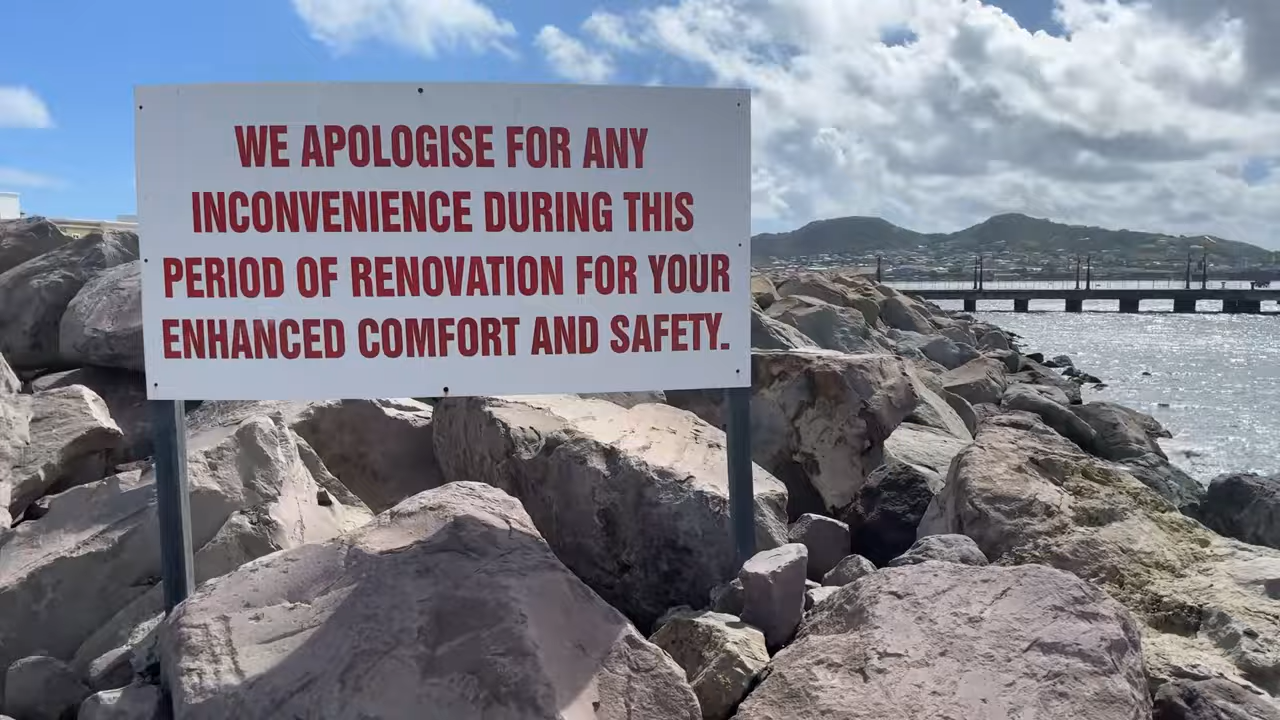 WE APOLOGISE FOR ANY
INCONVENIENCE DURING THIS
PERIOD OF RENOVATION FOR YOUR
ENHANCED COMFORT AND SAFETY.